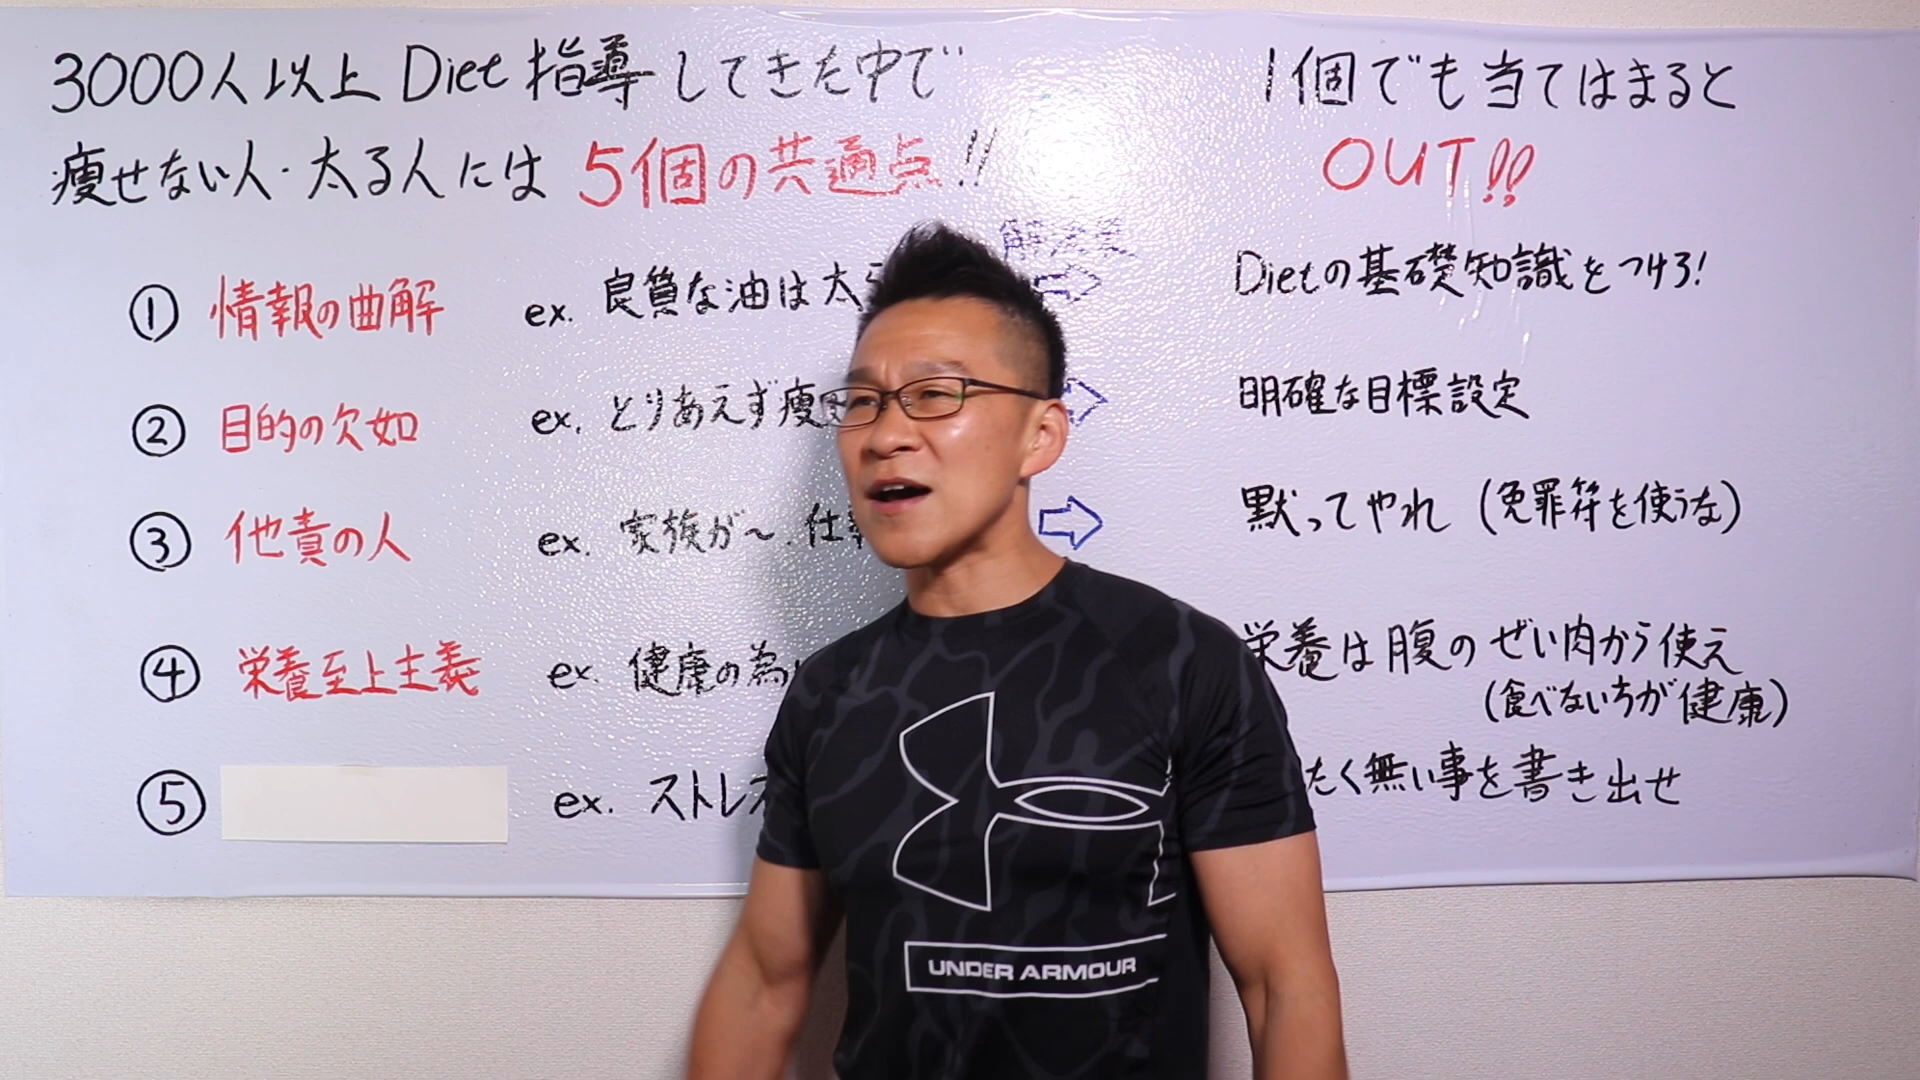 3000人以上 Diet 指導してきた中で
痩せない人・太る人には 5個の共通点!!
1個でも当てはまると
OUT!!
解決策
① 情報の曲解 ex. 良質な油は太 ⇨ Dietの基礎知識をつけろ!
② 目的の欠如 ex. とりあえず痩 ⇨ 明確な目標設定
③ 他責の人 ex. 家族が〜. 仕 ⇨ 黙ってやれ (免罪符を使うな)
④ 栄養至上主義 ex. 健康の為 栄養は腹のぜい肉から使え
(食べないちが健康)
⑤ ex. ストレス たく無い事を書き出せ
UNDER ARMOUR